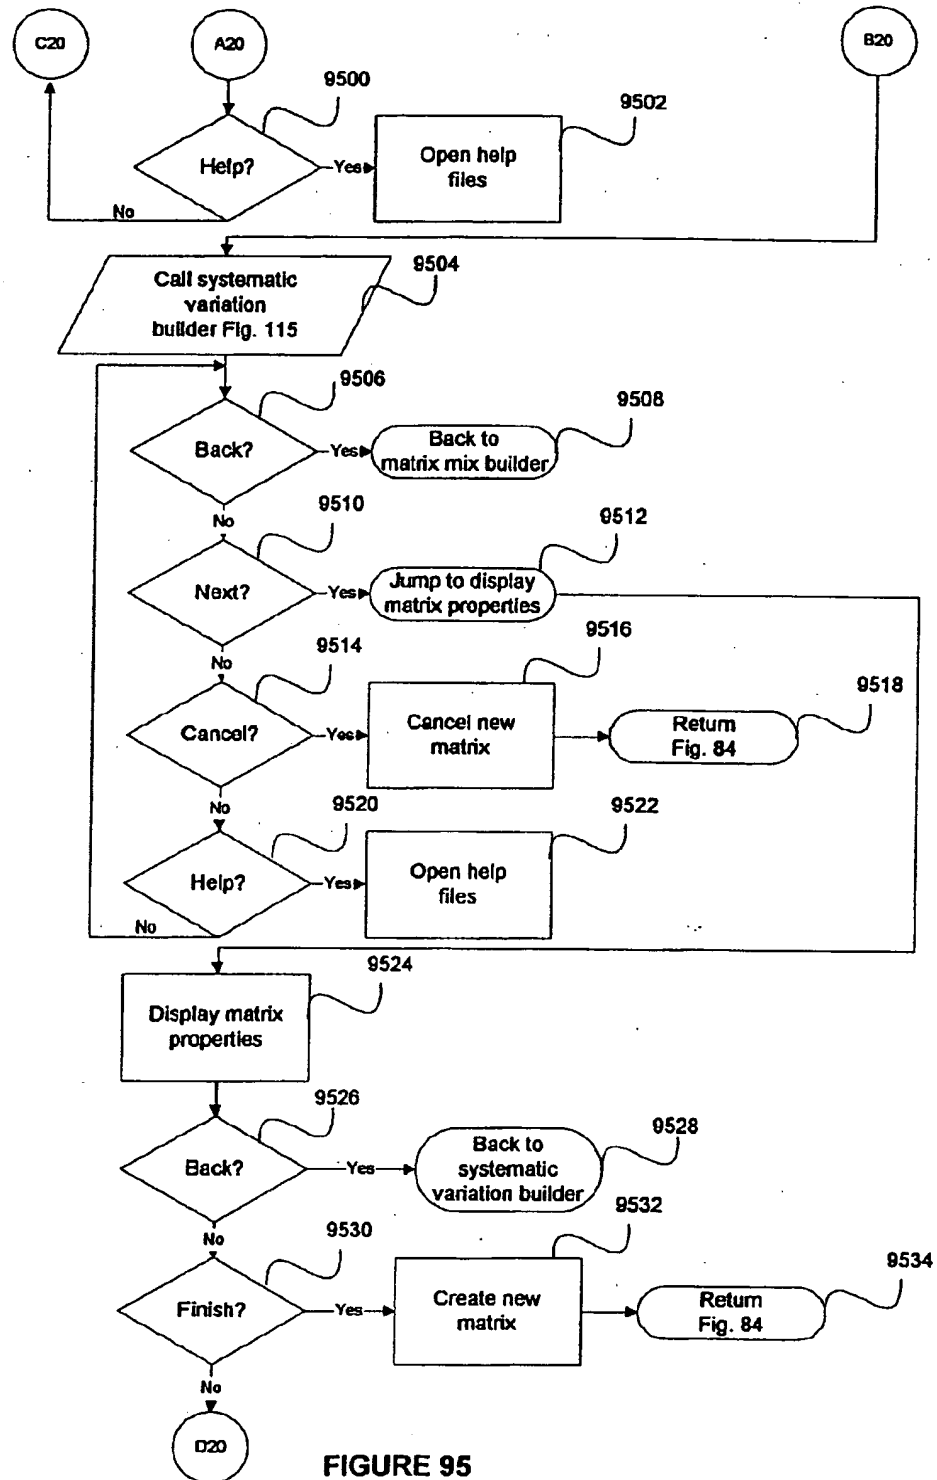 C20
A20
B20
9500
9502
Help?
Yes
Open help
files
No
9504
Call systematic
variation
builder Fig. 115
9506
9508
Back?
Yes
Back to
matrix mix builder
No
9510
9512
Next?
Yes
Jump to display
matrix properties
No
9514
9516
9518
Cancel?
Yes
Cancel new
matrix
Return
Fig. 84
No
9520
9522
Help?
Yes
Open help
files
No
9524
Display matrix
properties
9526
9528
Back?
Yes
Back to
systematic
variation builder
No
9530
9532
9534
Finish?
Yes
Create new
matrix
Return
Fig. 84
No
D20
FIGURE 95